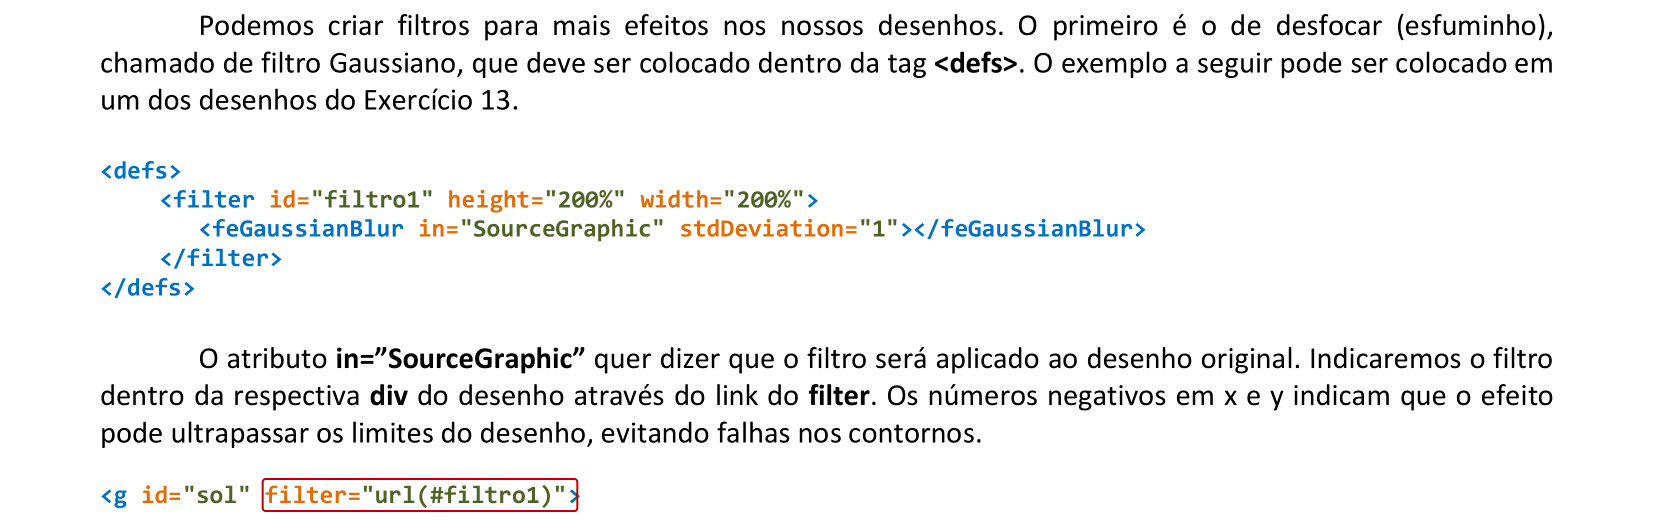 Podemos criar filtros para mais efeitos nos nossos desenhos. O primeiro é o de desfocar (esfuminho),
chamado de filtro Gaussiano, que deve ser colocado dentro da tag <defs>. O exemplo a seguir pode ser colocado em
um dos desenhos do Exercício 13.
<defs>
<filter id="filtro1" height="200%" width="200%">
<feGaussianBlur in="SourceGraphic" stdDeviation="1"></feGaussianBlur>
</filter>
</defs>
O atributo in=”SourceGraphic” quer dizer que o filtro será aplicado ao desenho original. Indicaremos o filtro
dentro da respectiva div do desenho através do link do filter. Os números negativos em x e y indicam que o efeito
pode ultrapassar os limites do desenho, evitando falhas nos contornos.
<g id="sol" filter="url(#filtro1)">